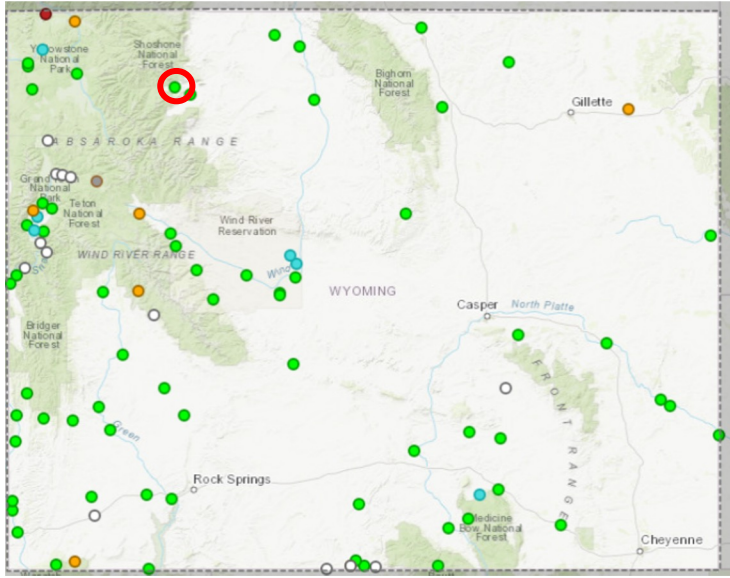 Yellowstone
National
Park
Shoshone
National
Forest
Bighorn
National
Forest
Gillette
ABSAROKA RANGE
Grand Teton
National
Park
Teton
National
Forest
Wind River
Reservation
WIND RIVER RANGE
Wind
WYOMING
Casper
North Platte
Bridger
National
Forest
FRONT RANGE
Green
Rock Springs
Medicine
Bow National
Forest
Cheyenne